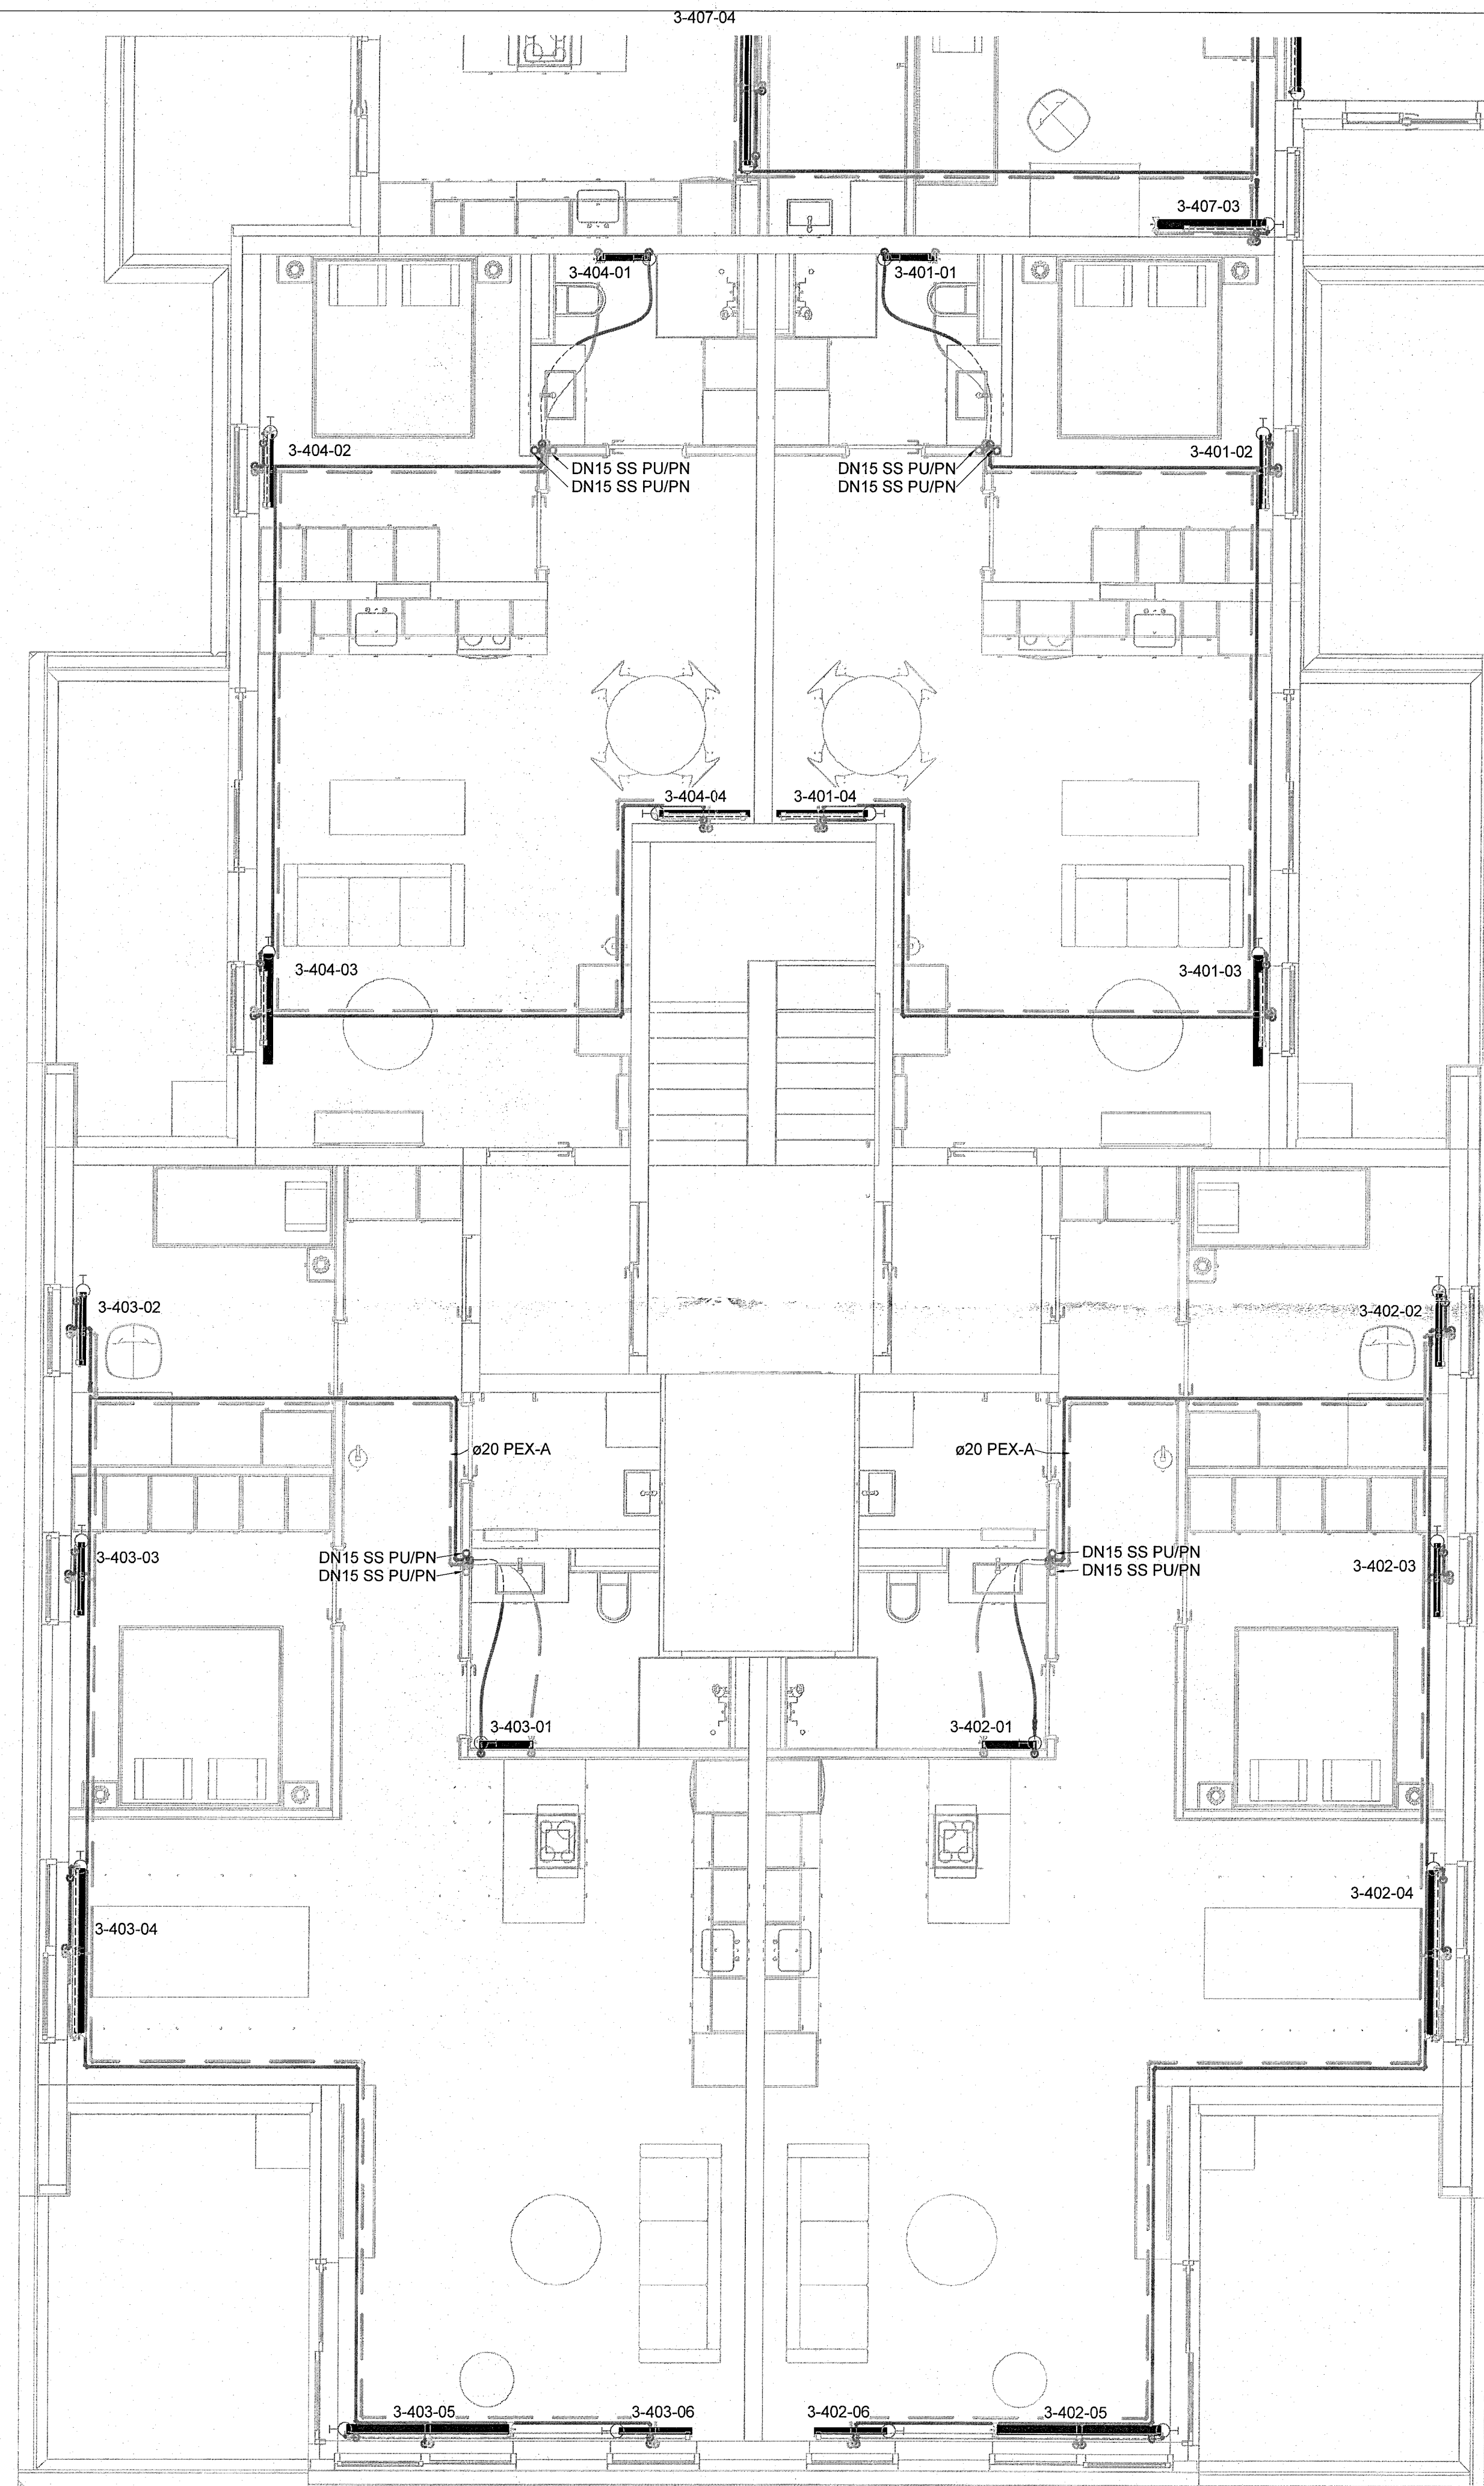 3-407-04
3-407-03
3-404-01
3-401-01
3-404-02
3-401-02
DN15 SS PU/PN
DN15 SS PU/PN
DN15 SS PU/PN
DN15 SS PU/PN
3-404-04
3-401-04
3-404-03
3-401-03
3-403-02
3-402-02
ø20 PEX-A
ø20 PEX-A
3-403-03
DN15 SS PU/PN
DN15 SS PU/PN
DN15 SS PU/PN
DN15 SS PU/PN
3-402-03
3-403-01
3-402-01
3-403-04
3-402-04
3-403-05
3-403-06
3-402-06
3-402-05